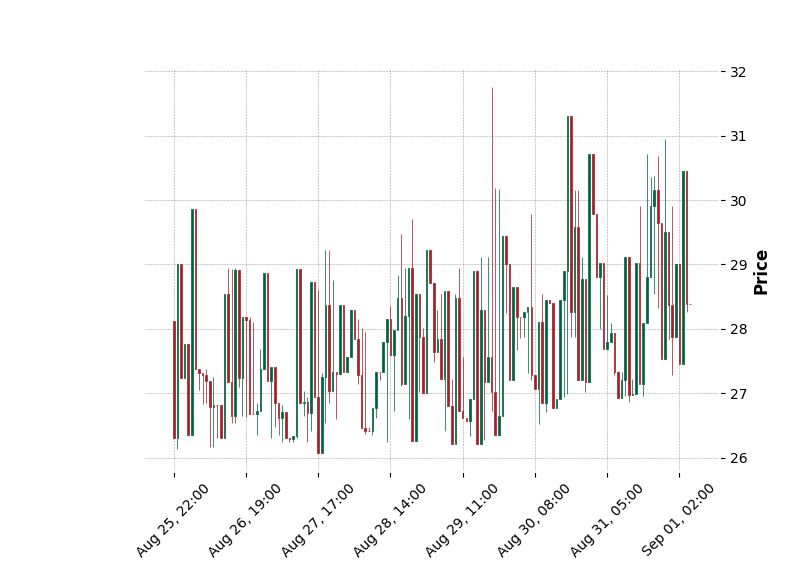 32
31
30
29
28
27
26
Price
Aug 25, 22:00
Aug 26, 19:00
Aug 27, 17:00
Aug 28, 14:00
Aug 29, 11:00
Aug 30, 08:00
Aug 31, 05:00
Sep 01, 02:00